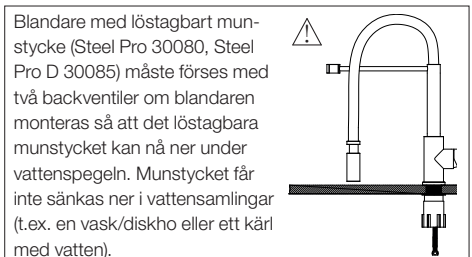 Blandare med löstagbart mun-
stycke (Steel Pro 30080, Steel
Pro D 30085) måste förses med
två backventiler om blandaren
monteras så att det löstagbara
munstycket kan nå ner under
vattenspegeln. Munstycket får
inte sänkas ner i vattensamlingar
(t.ex. en vask/diskho eller ett kärl
med vatten).